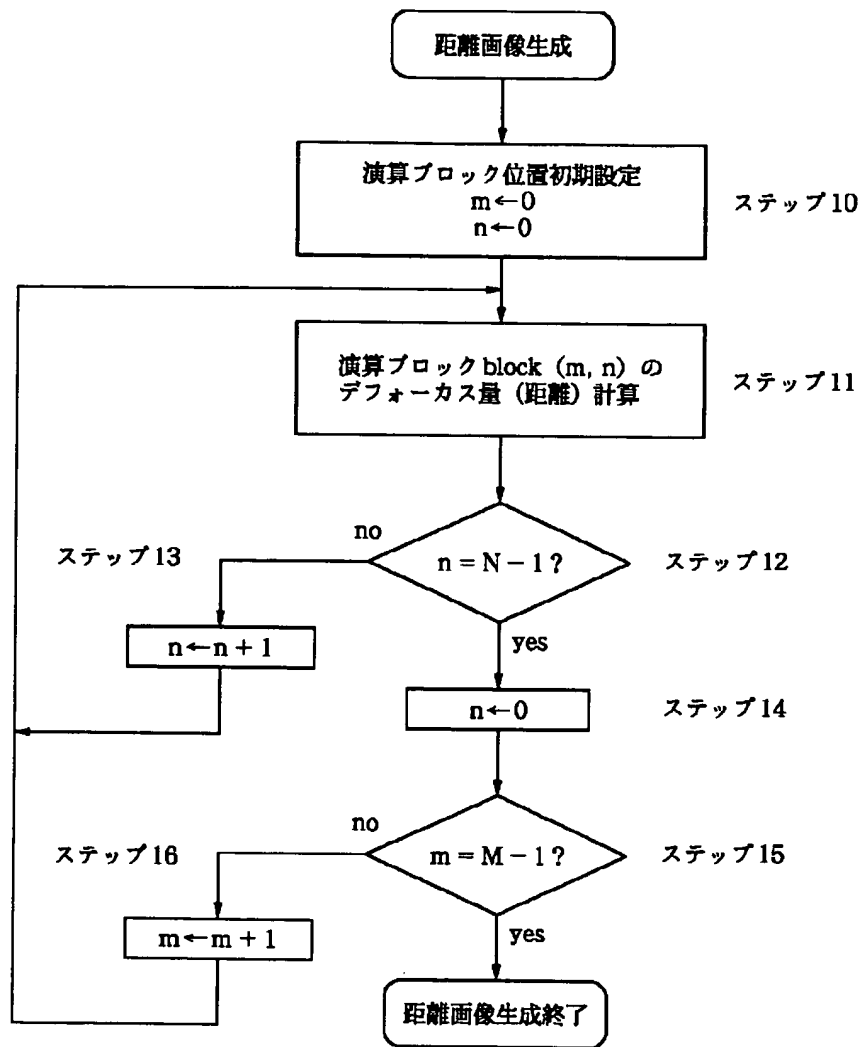 距離画像生成
演算ブロック位置初期設定
m←0
n←0
ステップ10
演算ブロックblock (m, n) の
デフォーカス量 (距離) 計算
ステップ11
no
ステップ13
n = N − 1 ?
ステップ12
n←n + 1
yes
n←0
ステップ14
no
ステップ16
m = M − 1 ?
ステップ15
m←m + 1
yes
距離画像生成終了